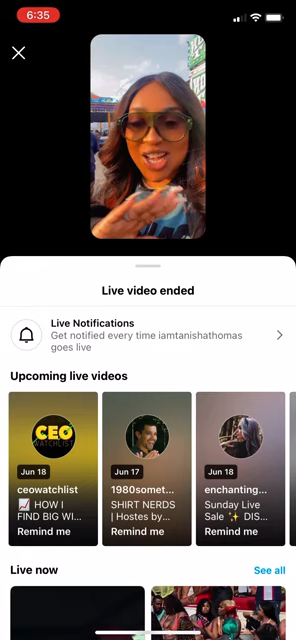 6:35
Live video ended
Live Notifications
Get notified every time iamtanishathomas
goes live
Upcoming live videos
CEO
WATCHLIST
Jun 18
Jun 17
Jun 18
ceowatchlist
1980somet...
enchanting...
📈 HOW I
FIND BIG WI...
SHIRT NERDS
| Hostes by...
Sunday Live
Sale ✨ DIS...
Remind me
Remind me
Remind me
Live now
See all